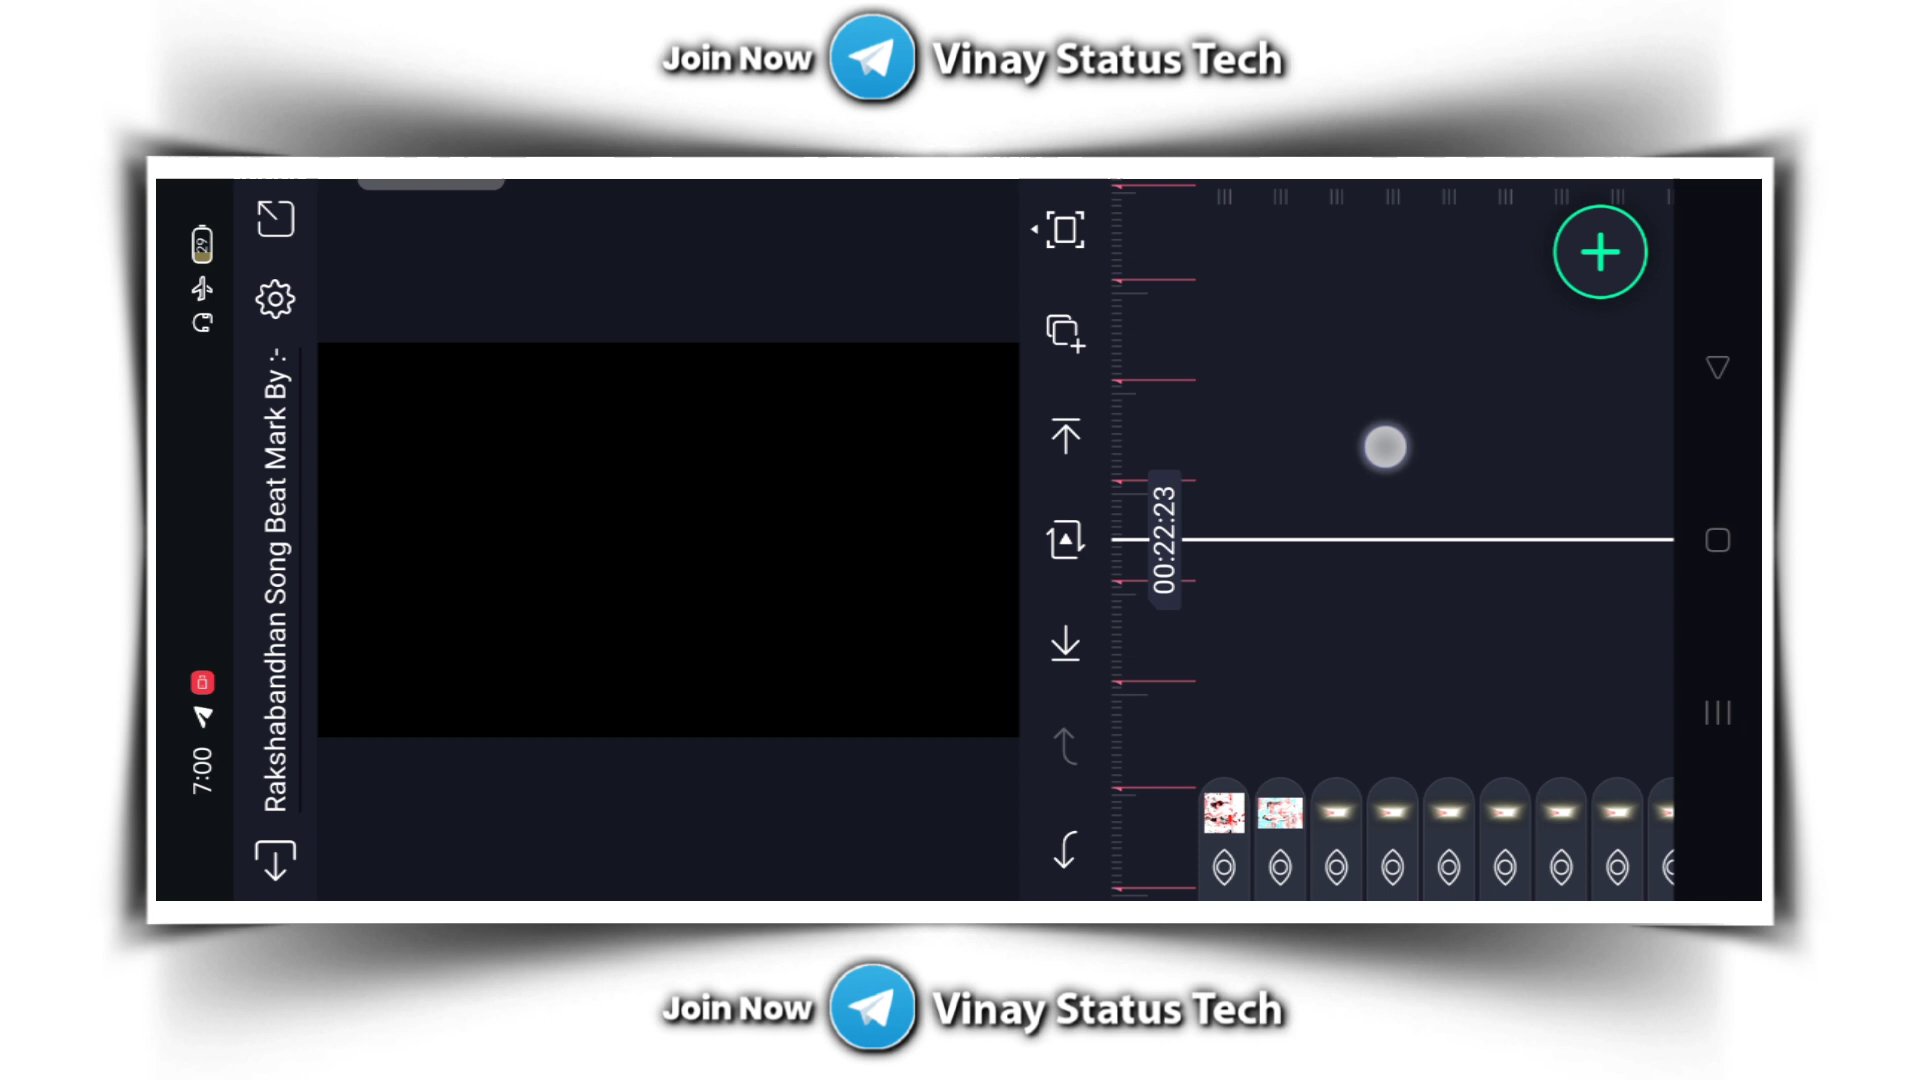 Join Now Vinay Status Tech
7:00
29
Rakshabandhan Song Beat Mark By :-
00:22:23
Join Now Vinay Status Tech